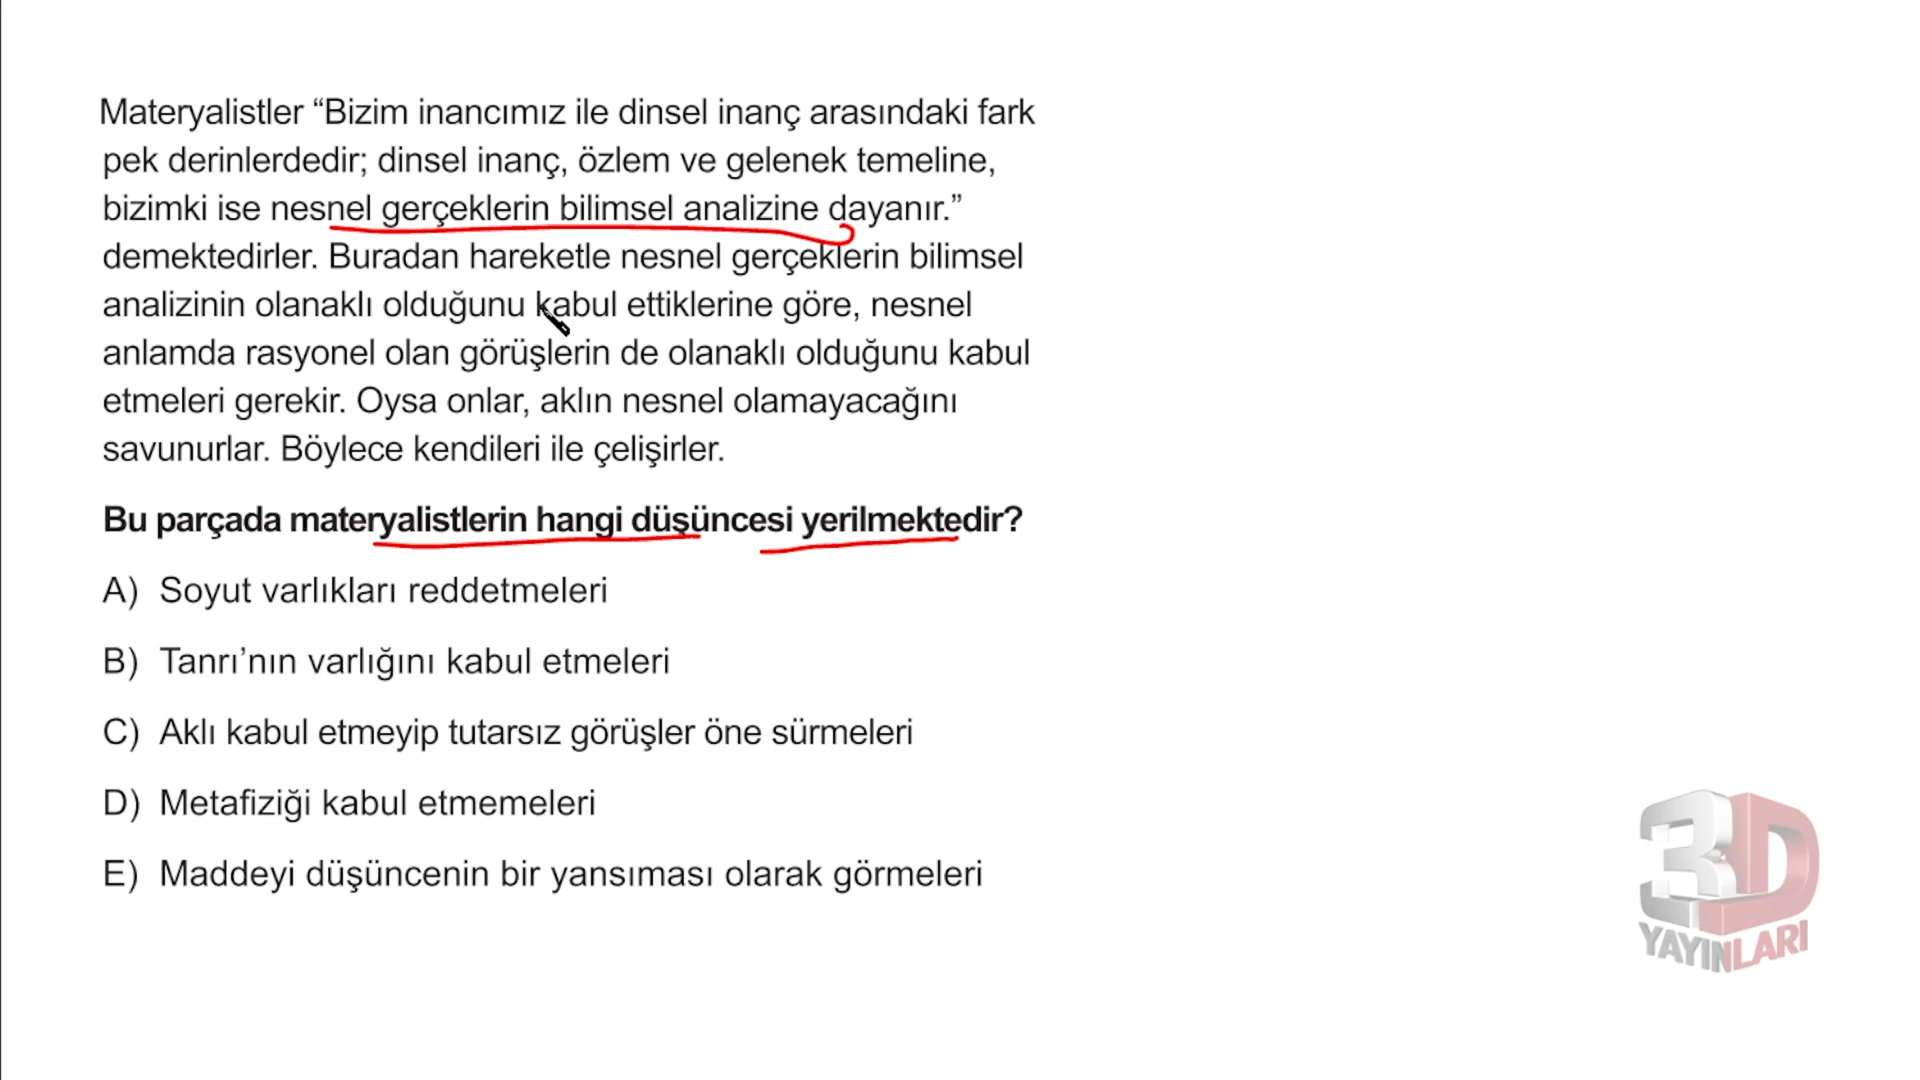 Materyalistler “Bizim inancımız ile dinsel inanç arasındaki fark
pek derinlerdedir; dinsel inanç, özlem ve gelenek temeline,
bizimki ise nesnel gerçeklerin bilimsel analizine dayanır.”
demektedirler. Buradan hareketle nesnel gerçeklerin bilimsel
analizinin olanaklı olduğunu kabul ettiklerine göre, nesnel
anlamda rasyonel olan görüşlerin de olanaklı olduğunu kabul
etmeleri gerekir. Oysa onlar, aklın nesnel olamayacağını
savunurlar. Böylece kendileri ile çelişirler.
Bu parçada materyalistlerin hangi düşüncesi yerilmektedir?
A) Soyut varlıkları reddetmeleri
B) Tanrı’nın varlığını kabul etmeleri
C) Aklı kabul etmeyip tutarsız görüşler öne sürmeleri
D) Metafiziği kabul etmemeleri
E) Maddeyi düşüncenin bir yansıması olarak görmeleri
3D
YAYINLARI